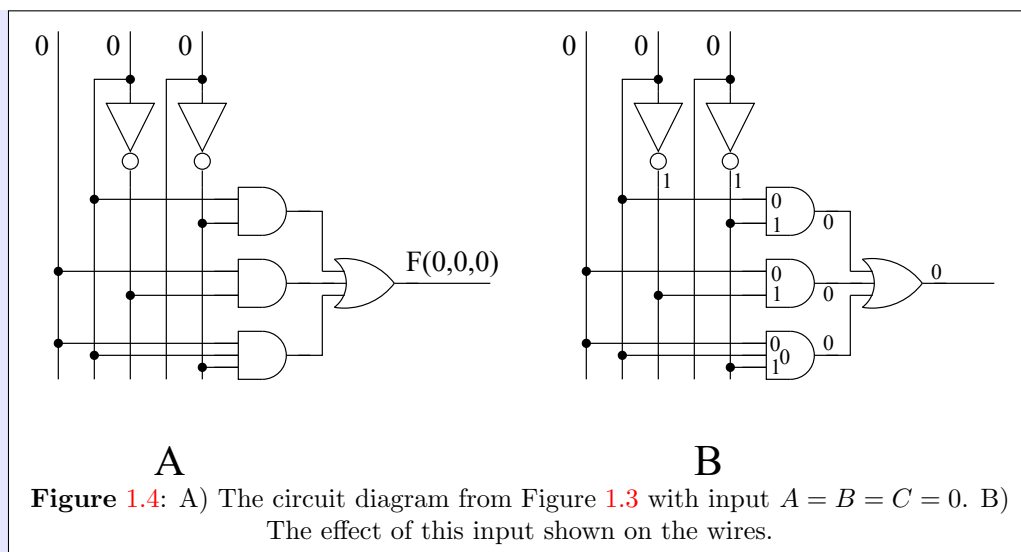 0 0 0 0 0 0
1 1
0
1 0
F(0,0,0) 0
0
1 0
0 0
0
1
A B
Figure 1.4: A) The circuit diagram from Figure 1.3 with input A = B = C = 0. B)
The effect of this input shown on the wires.